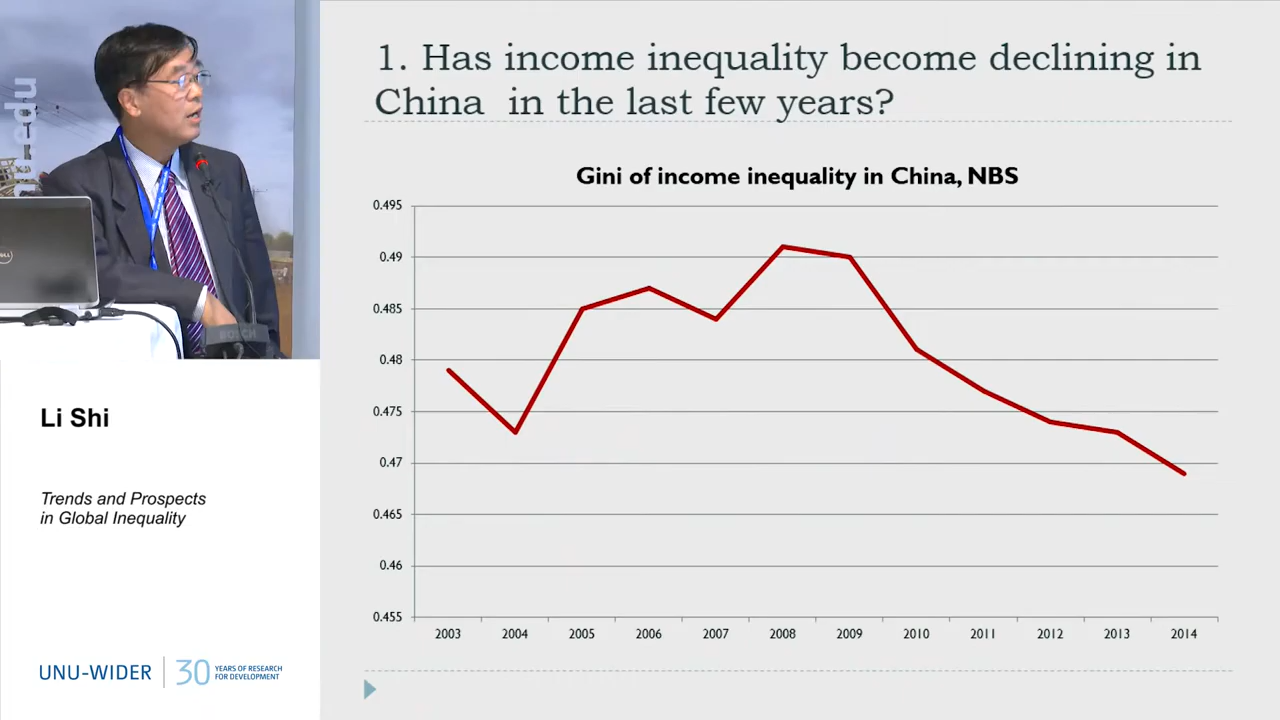 1. Has income inequality become declining in
China in the last few years?
Gini of income inequality in China, NBS
0.495
0.49
0.485
0.48
0.475
0.47
0.465
0.46
0.455
2003 2004 2005 2006 2007 2008 2009 2010 2011 2012 2013 2014
DELL
BOSCH
Li Shi
Trends and Prospects
in Global Inequality
UNU-WIDER
30
YEARS OF RESEARCH
FOR DEVELOPMENT